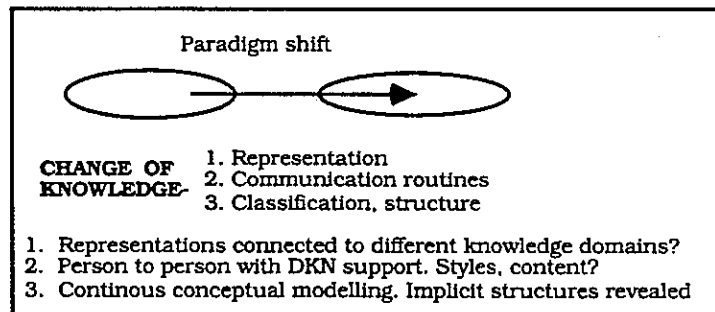 Paradigm shift
CHANGE OF
KNOWLEDGE-
1. Representation
2. Communication routines
3. Classification, structure
1. Representations connected to different knowledge domains?
2. Person to person with DKN support. Styles, content?
3. Continous conceptual modelling. Implicit structures revealed